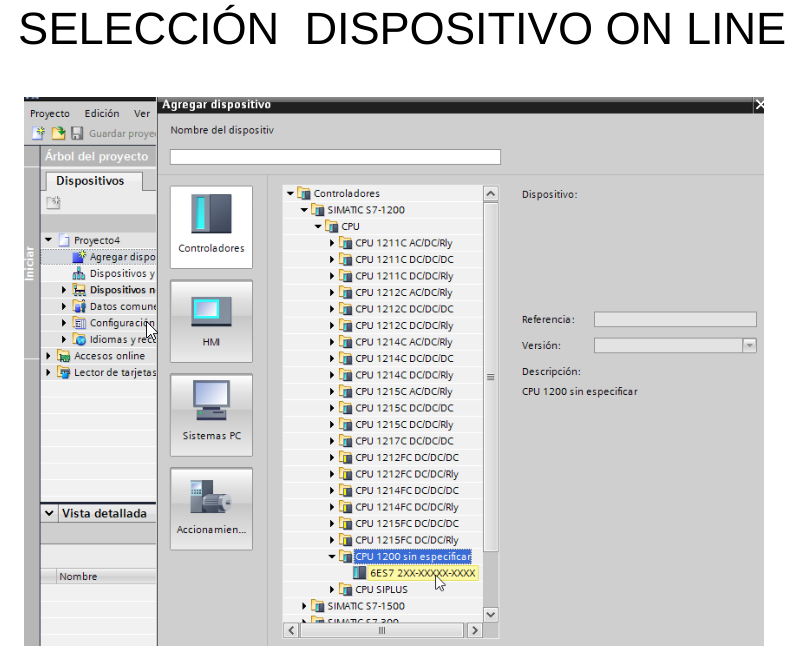 SELECCIÓN DISPOSITIVO ON LINE
Agregar dispositivo
Proyecto Edición Ver
Guardar proye
Nombre del dispositiv
Árbol del proyecto
Dispositivos
Iniciar
Proyecto4
Agregar dispo
Dispositivos y
Dispositivos n
Datos comune
Configuración
Idiomas y rec
Accesos online
Lector de tarjetas
Vista detallada
Nombre
Controladores
HMI
Sistemas PC
Accionamien...
Controladores
SIMATIC S7-1200
CPU
CPU 1211C AC/DC/Rly
CPU 1211C DC/DC/DC
CPU 1211C DC/DC/Rly
CPU 1212C AC/DC/Rly
CPU 1212C DC/DC/DC
CPU 1212C DC/DC/Rly
CPU 1214C AC/DC/Rly
CPU 1214C DC/DC/DC
CPU 1214C DC/DC/Rly
CPU 1215C AC/DC/Rly
CPU 1215C DC/DC/DC
CPU 1215C DC/DC/Rly
CPU 1217C DC/DC/DC
CPU 1212FC DC/DC/DC
CPU 1212FC DC/DC/Rly
CPU 1214FC DC/DC/DC
CPU 1214FC DC/DC/Rly
CPU 1215FC DC/DC/DC
CPU 1215FC DC/DC/Rly
CPU 1200 sin especificar
6ES7 2XX-XXXXX-XXXX
CPU SIPLUS
SIMATIC S7-1500
SIMATIC S7-300
Dispositivo:
Referencia:
Versión:
Descripción:
CPU 1200 sin especificar